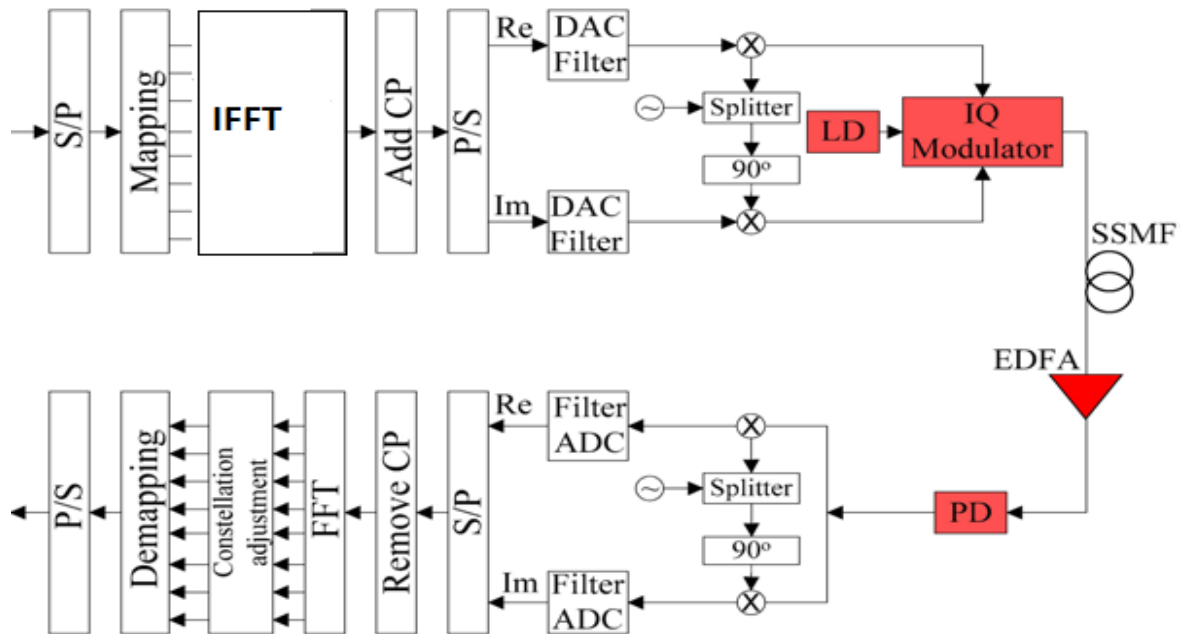 S/P
Mapping
IFFT
Add CP
P/S
Re
Im
DAC
Filter
DAC
Filter
Splitter
90°
LD
IQ
Modulator
SSMF
EDFA
PD
Splitter
90°
Filter
ADC
Filter
ADC
Re
Im
S/P
Remove CP
FFT
Constellation
adjustment
Demapping
P/S